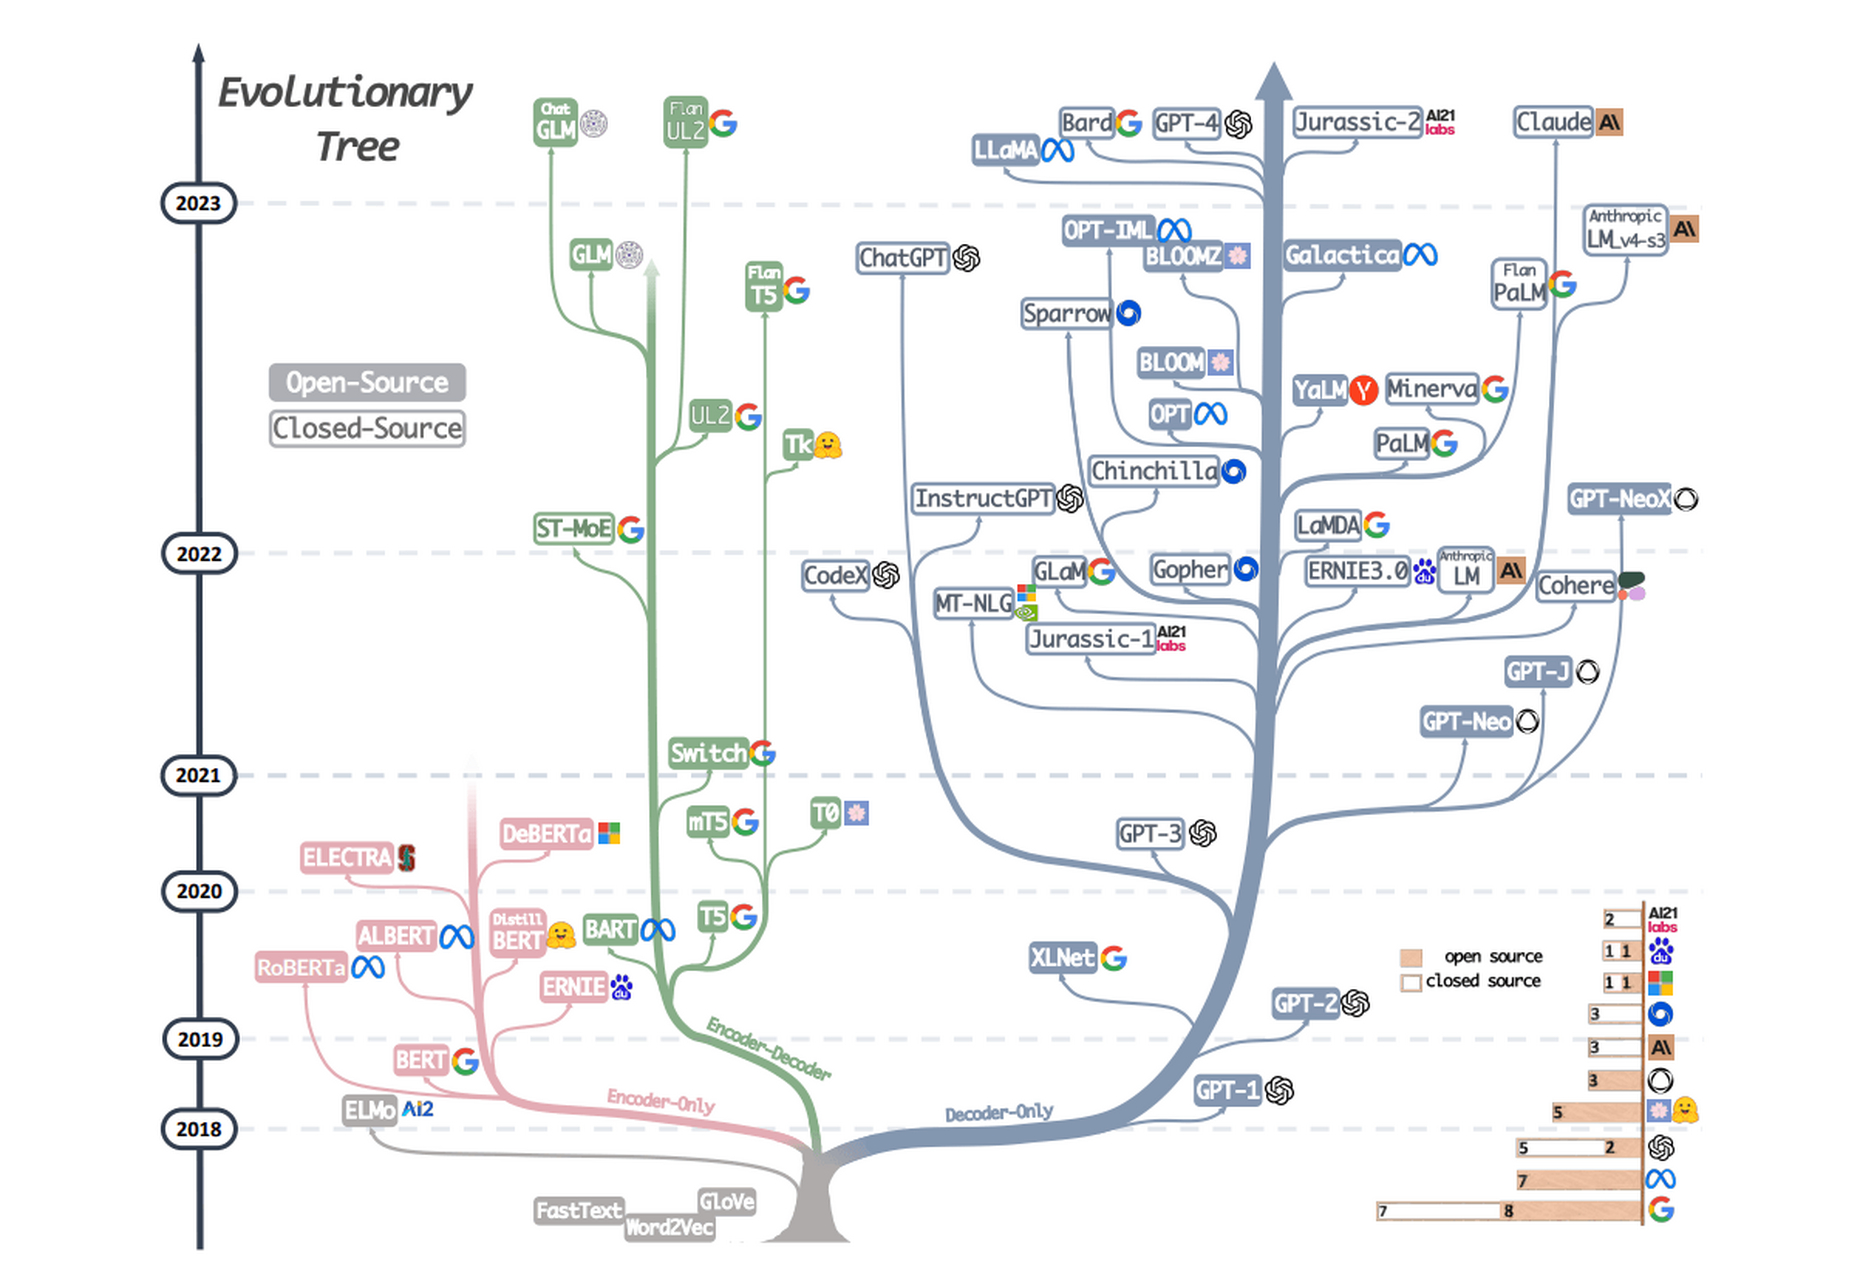 Evolutionary
Tree
2023
2022
2021
2020
2019
2018
Open-Source
Closed-Source
Chat
GLM
Flan
UL2
GLM
Flan
T5
UL2
Tk
ST-MoE
Switch
mT5
T0
T5
BART
Encoder-Decoder
DeBERTa
ELECTRA
ALBERT
Distill
BERT
RoBERTa
ERNIE
BERT
Encoder-Only
ELMo
Ai2
FastText
GloVe
Word2Vec
Bard
GPT-4
Jurassic-2
AI21
labs
Claude
A\
LLaMA
Anthropic
LM_v4-s3
A\
OPT-IML
BLOOMZ
Galactica
ChatGPT
Flan
PaLM
Sparrow
BLOOM
YaLM
Y
Minerva
OPT
PaLM
Chinchilla
InstructGPT
GPT-NeoX
LaMDA
CodeX
GLaM
Gopher
ERNIE3.0
du
Anthropic
LM
A\
Cohere
MT-NLG
Jurassic-1
AI21
labs
GPT-J
GPT-Neo
GPT-3
XLNet
GPT-2
GPT-1
Decoder-Only
du
open source
closed source
2
AI21
labs
1 1
du
1 1
3
3
A\
3
5
5 2
7
7 8